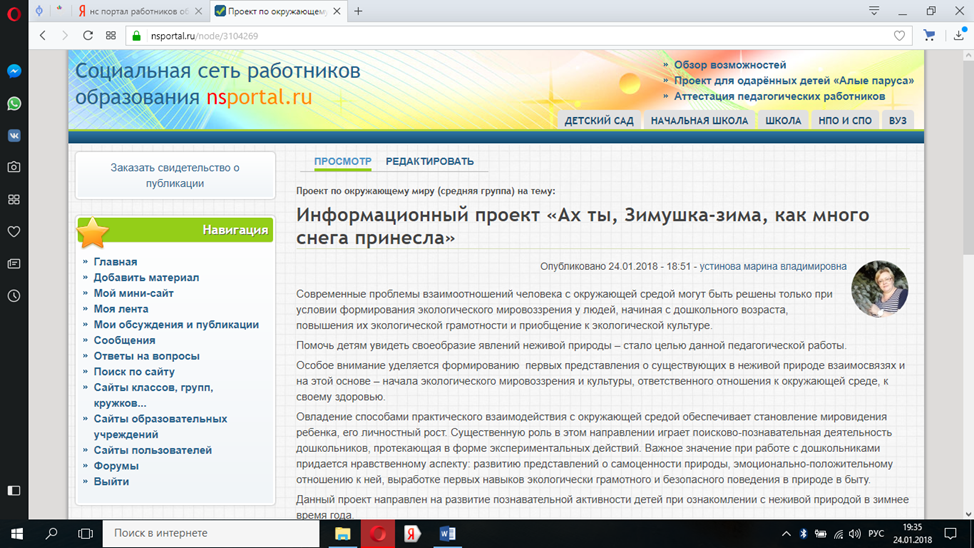 нс портал работников об
Проект по окружающему
nsportal.ru/node/3104269
Социальная сеть работников
образования nsportal.ru
» Обзор возможностей
» Проект для одарённых детей «Алые паруса»
» Аттестация педагогических работников
ДЕТСКИЙ САД НАЧАЛЬНАЯ ШКОЛА ШКОЛА НПО И СПО ВУЗ
Заказать свидетельство о
публикации
Навигация
» Главная
» Добавить материал
» Мой мини-сайт
» Моя лента
» Мои обсуждения и публикации
» Сообщения
» Ответы на вопросы
» Поиск по сайту
» Сайты классов, групп,
кружков...
» Сайты образовательных
учреждений
» Сайты пользователей
» Форумы
» Выйти
ПРОСМОТР РЕДАКТИРОВАТЬ
Проект по окружающему миру (средняя группа) на тему:
Информационный проект «Ах ты, Зимушка-зима, как много
снега принесла»
Опубликовано 24.01.2018 - 18:51 - устинова марина владимировна
Современные проблемы взаимоотношений человека с окружающей средой могут быть решены только при
условии формирования экологического мировоззрения у людей, начиная с дошкольного возраста,
повышения их экологической грамотности и приобщение к экологической культуре.
Помочь детям увидеть своеобразие явлений неживой природы – стало целью данной педагогической работы.
Особое внимание уделяется формированию первых представления о существующих в неживой природе взаимосвязях и
на этой основе – начала экологического мировоззрения и культуры, ответственного отношения к окружающей среде, к
своему здоровью.
Овладение способами практического взаимодействия с окружающей средой обеспечивает становление мировидения
ребенка, его личностный рост. Существенную роль в этом направлении играет поисково-познавательная деятельность
дошкольников, протекающая в форме экспериментальных действий. Важное значение при работе с дошкольниками
придается нравственному аспекту: развитию представлений о самоценности природы, эмоционально-положительному
отношению к ней, выработке первых навыков экологически грамотного и безопасного поведения в природе в быту.
Данный проект направлен на развитие познавательной активности детей при ознакомлении с неживой природой в зимнее
время года.
Поиск в интернете
РУС
19:35
24.01.2018